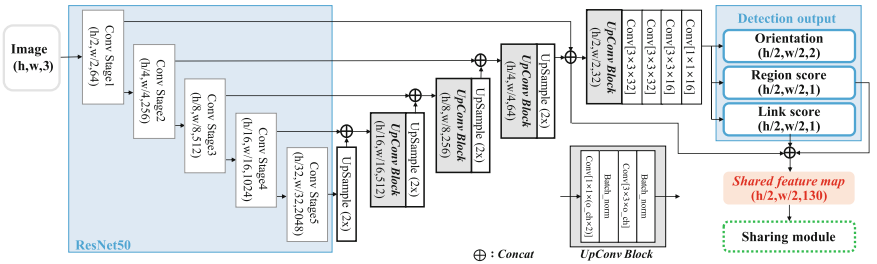 Image
(h,w,3)
Conv Stage1
(h/2,w/2,64)
Conv Stage2
(h/4,w/4,256)
Conv Stage3
(h/8,w/8,512)
Conv Stage4
(h/16,w/16,1024)
Conv Stage5
(h/32,w/32,2048)
ResNet50
UpSample (2x)
UpConv Block
(h/16,w/16,512)
UpSample (2x)
UpConv Block
(h/8,w/8,256)
UpSample (2x)
UpConv Block
(h/4,w/4,64)
UpSample (2x)
UpConv Block
(h/2,w/2,32)
Conv[3×3×32]
Conv[3×3×32]
Conv[3×3×16]
Conv[1×1×16]
Detection output
Orientation
(h/2,w/2,2)
Region score
(h/2,w/2,1)
Link score
(h/2,w/2,1)
Shared feature map
(h/2,w/2,130)
Sharing module
Conv[1×1×(o_ch×2)]
Batch_norm
Conv[3×3×o_ch]
Batch_norm
UpConv Block
⊕ : Concat